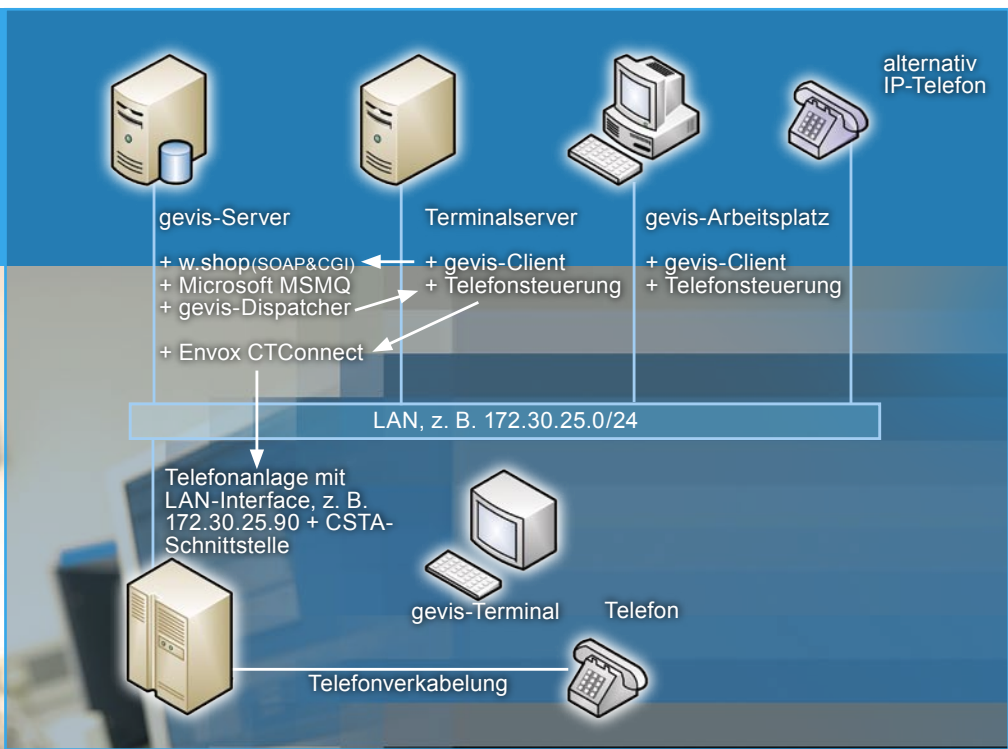 alternativ
IP-Telefon
gevis-Server
+ w.shop(SOAP&CGI)
+ Microsoft MSMQ
+ gevis-Dispatcher
+ Envox CTConnect
Terminalserver
+ gevis-Client
+ Telefonsteuerung
gevis-Arbeitsplatz
+ gevis-Client
+ Telefonsteuerung
LAN, z. B. 172.30.25.0/24
Telefonanlage mit
LAN-Interface, z. B.
172.30.25.90 + CSTA-
Schnittstelle
gevis-Terminal
Telefon
Telefonverkabelung